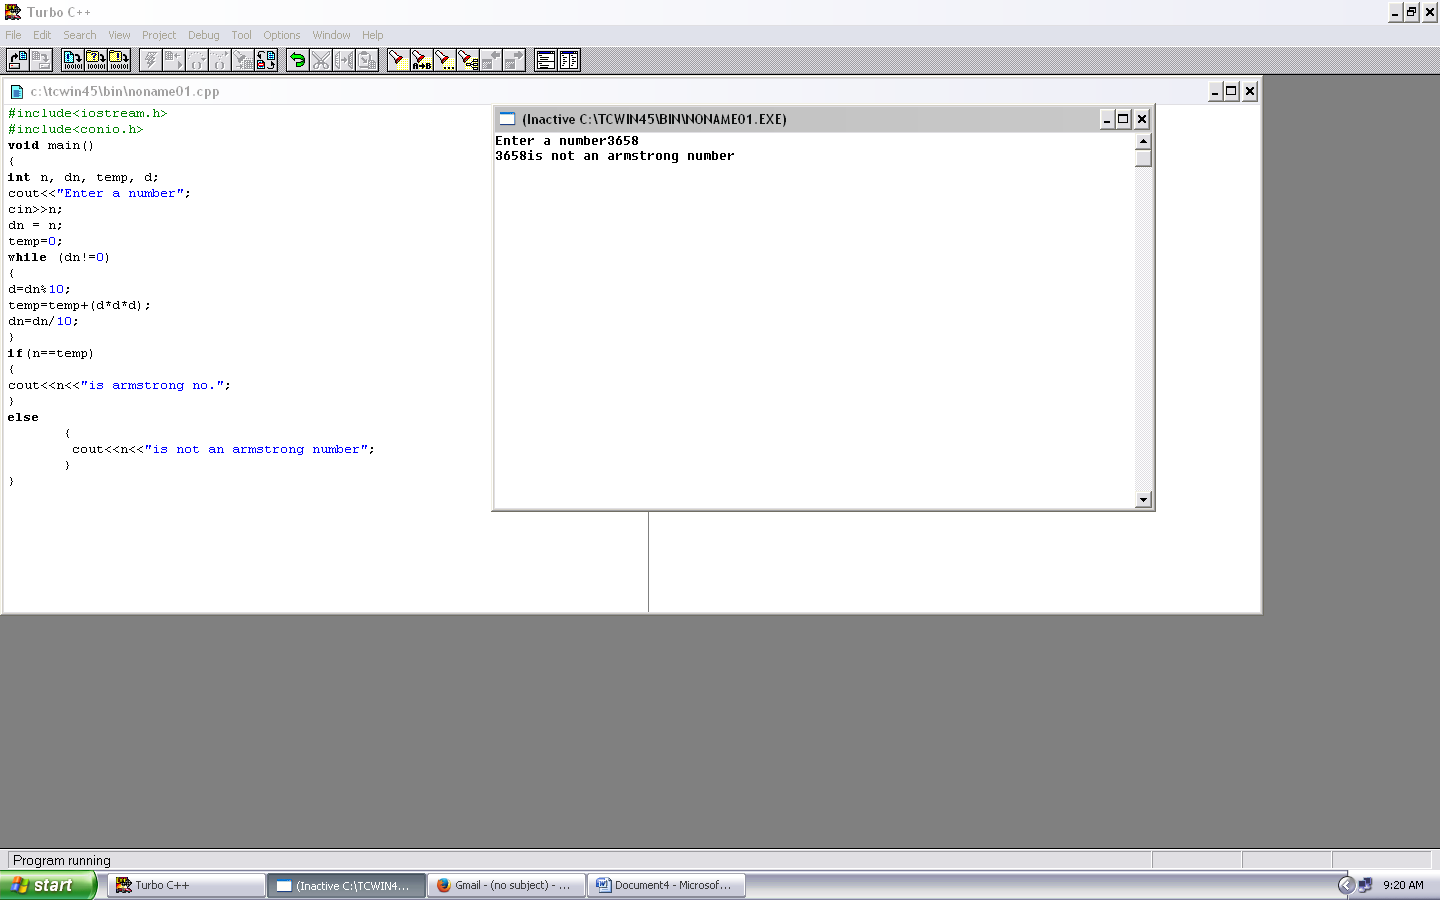 Turbo C++
File Edit Search View Project Debug Tool Options Window Help
c:\tcwin45\bin\noname01.cpp
#include<iostream.h>
#include<conio.h>
void main()
{
int n, dn, temp, d;
cout<<"Enter a number";
cin>>n;
dn = n;
temp=0;
while (dn!=0)
{
d=dn%10;
temp=temp+(d*d*d);
dn=dn/10;
}
if(n==temp)
{
cout<<n<<"is armstrong no.";
}
else
{
cout<<n<<"is not an armstrong number";
}
}
(Inactive C:\TCWIN45\BIN\NONAME01.EXE)
Enter a number3658
3658is not an armstrong number
Program running
start
Turbo C++
(Inactive C:\TCWIN4...
Gmail - (no subject) - ...
Document4 - Microsof...
9:20 AM